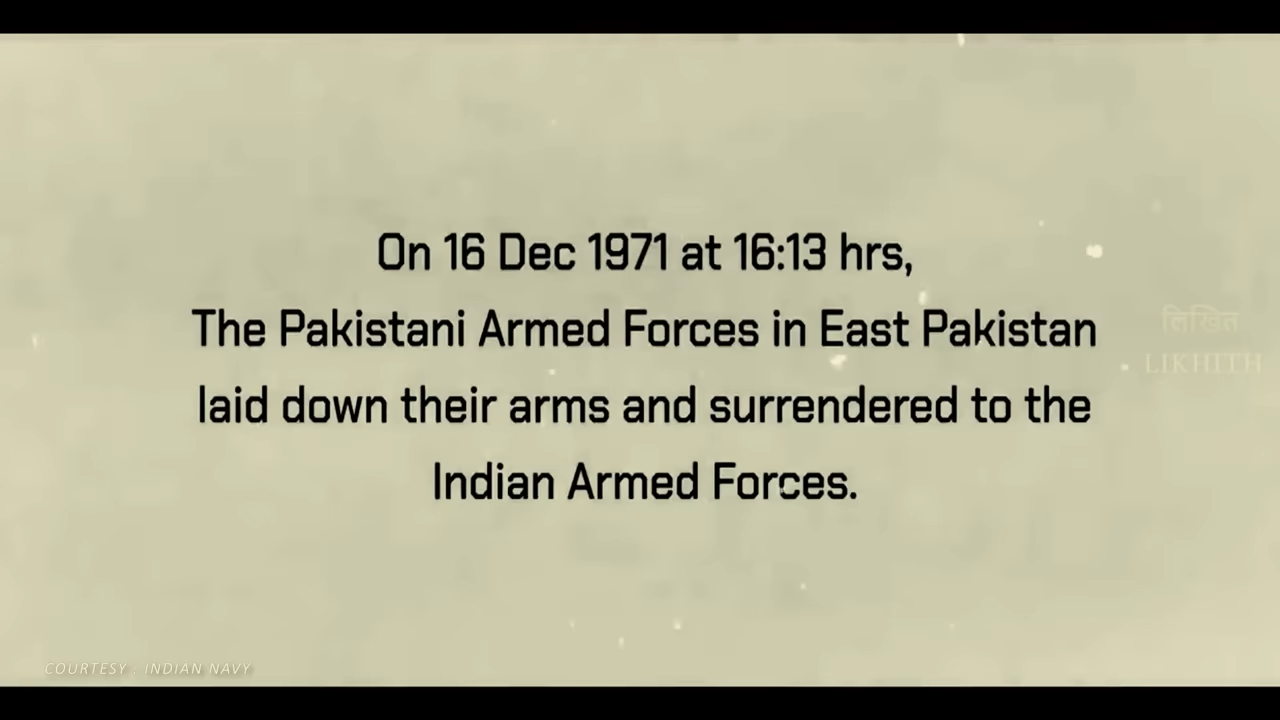 On 16 Dec 1971 at 16:13 hrs,
The Pakistani Armed Forces in East Pakistan
laid down their arms and surrendered to the
Indian Armed Forces.
लिखित
LIKHITH
COURTESY : INDIAN NAVY